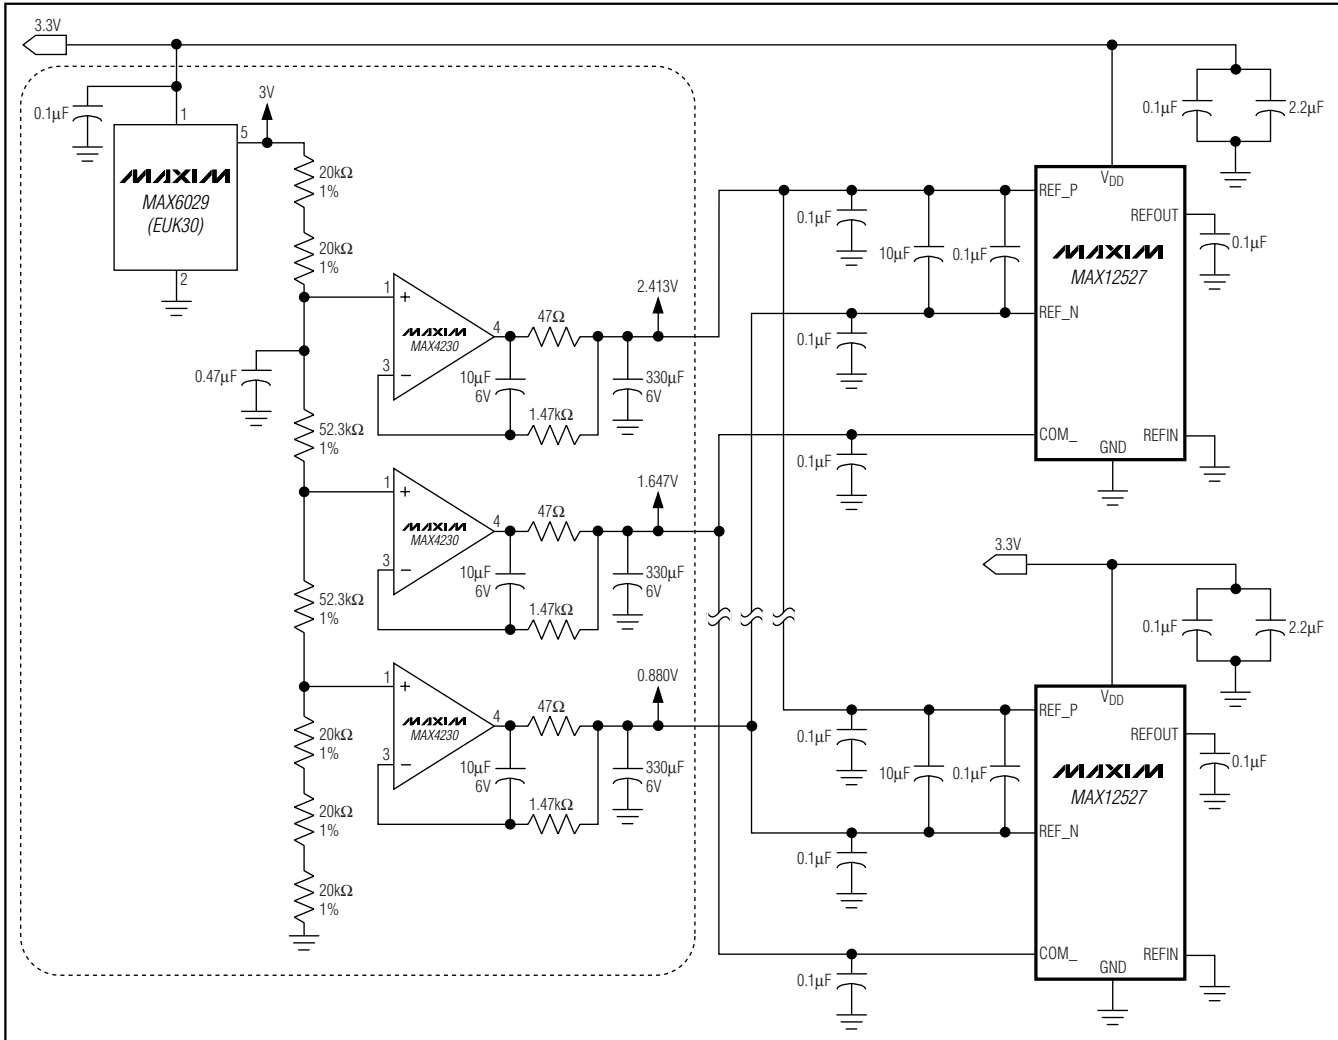 3.3V
0.1µF
1
3V
5
MAXIM
MAX6029
(EUK30)
2
20kΩ
1%
20kΩ
1%
0.47µF
52.3kΩ
1%
52.3kΩ
1%
20kΩ
1%
20kΩ
1%
20kΩ
1%
1
+
MAXIM
MAX4230
3
−
4
47Ω
10µF
6V
1.47kΩ
2.413V
330µF
6V
1
+
MAXIM
MAX4230
3
−
4
47Ω
10µF
6V
1.47kΩ
1.647V
330µF
6V
1
+
MAXIM
MAX4230
3
−
4
47Ω
10µF
6V
1.47kΩ
0.880V
330µF
6V
0.1µF
2.2µF
0.1µF
10µF
0.1µF
0.1µF
0.1µF
VDD
REF_P
REFOUT
0.1µF
MAXIM
MAX12527
REF_N
COM_
GND
REFIN
3.3V
0.1µF
2.2µF
0.1µF
10µF
0.1µF
0.1µF
0.1µF
VDD
REF_P
REFOUT
0.1µF
MAXIM
MAX12527
REF_N
COM_
GND
REFIN